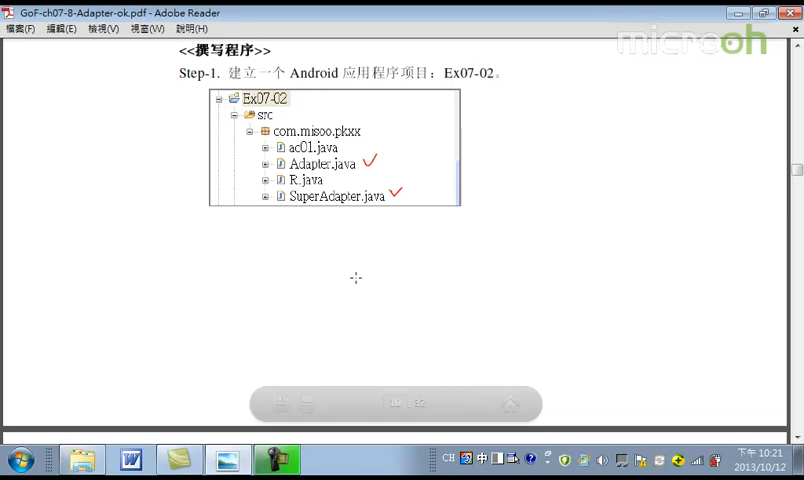 GoF-ch07-8-Adapter-ok.pdf - Adobe Reader
檔案(F) 編輯(E) 檢視(V) 視窗(W) 說明(H)
microoh
<<撰写程序>>
Step-1. 建立一个 Android 应用程序项目：Ex07-02。
Ex07-02
src
com.misoo.pkxx
ac01.java
Adapter.java
R.java
SuperAdapter.java
CH 中
下午 10:21
2013/10/12